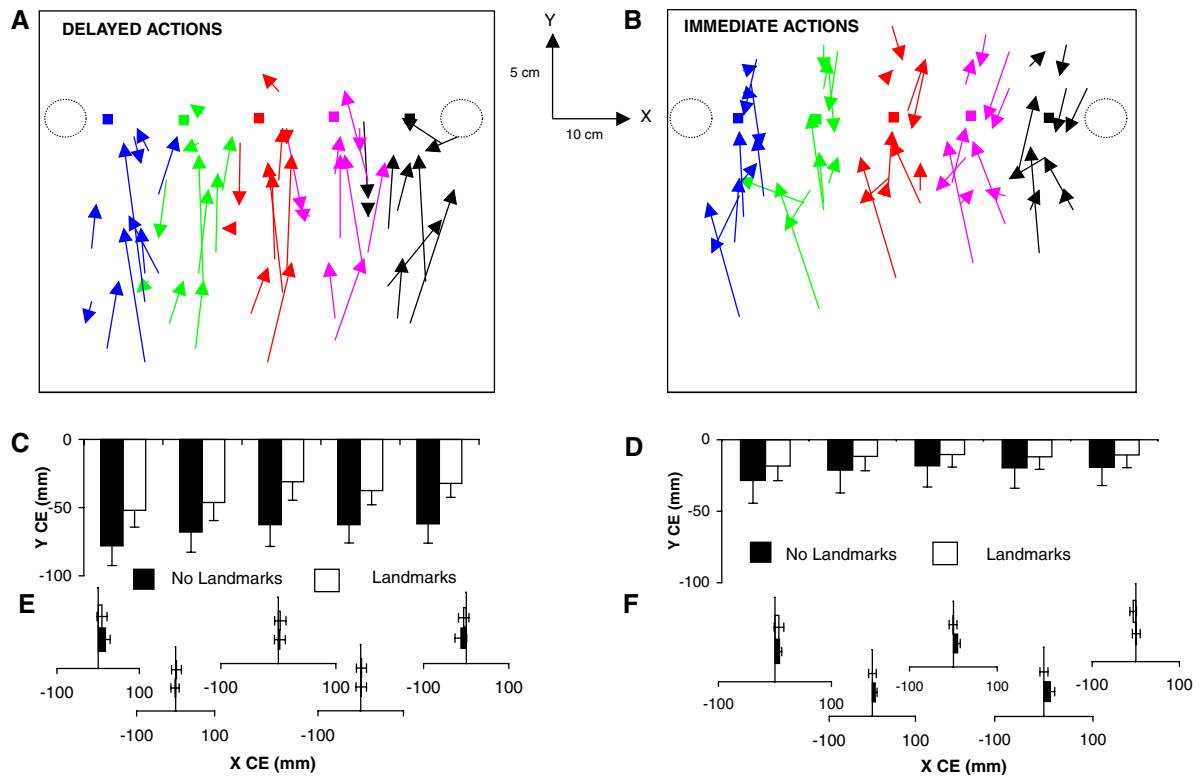 A
DELAYED ACTIONS
Y
5 cm
X
10 cm
B
IMMEDIATE ACTIONS
C
0
-50
-100
Y CE (mm)
No Landmarks
Landmarks
D
0
-50
-100
Y CE (mm)
No Landmarks
Landmarks
E
-100
100
-100
100
-100
100
-100
100
-100
100
X CE (mm)
F
-100
100
-100
100
-100
100
-100
100
-100
100
X CE (mm)